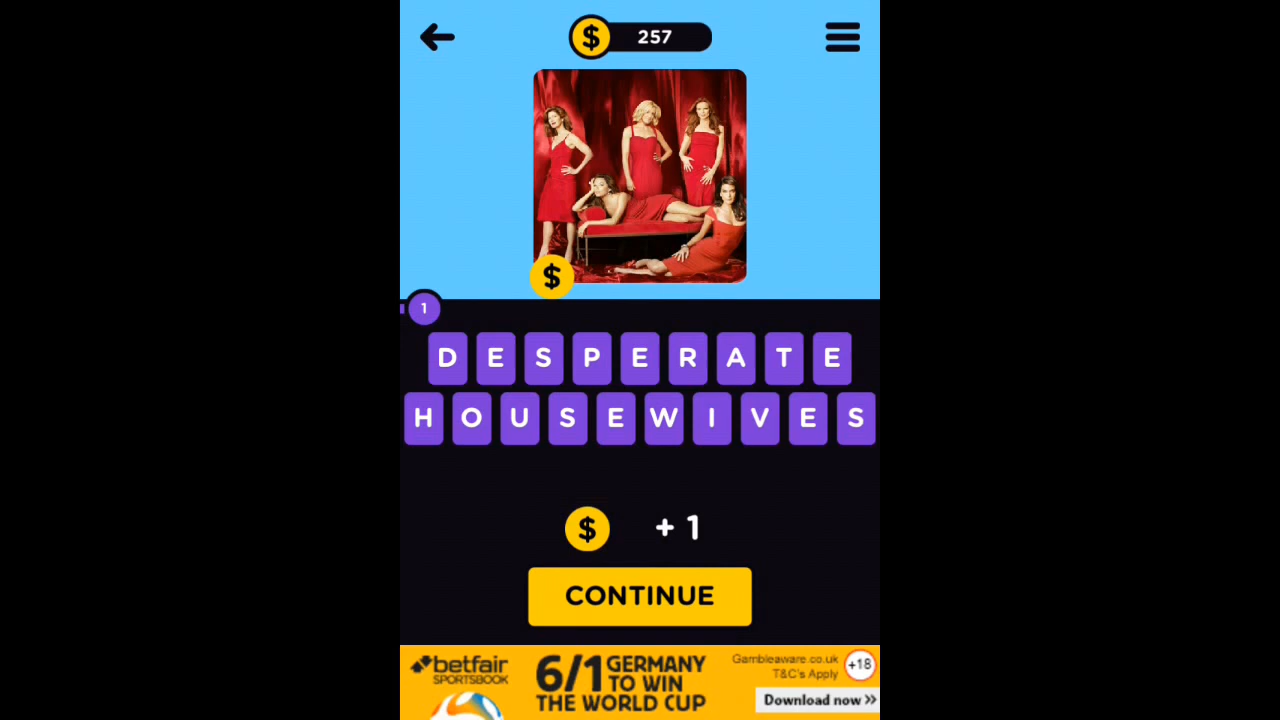 $ 257
$
1
DESPERATE
HOUSEWIVES
$ + 1
CONTINUE
betfair
SPORTSBOOK
6/1 GERMANY
TO WIN
THE WORLD CUP
Gambleaware.co.uk
T&C's Apply
+18
Download now »